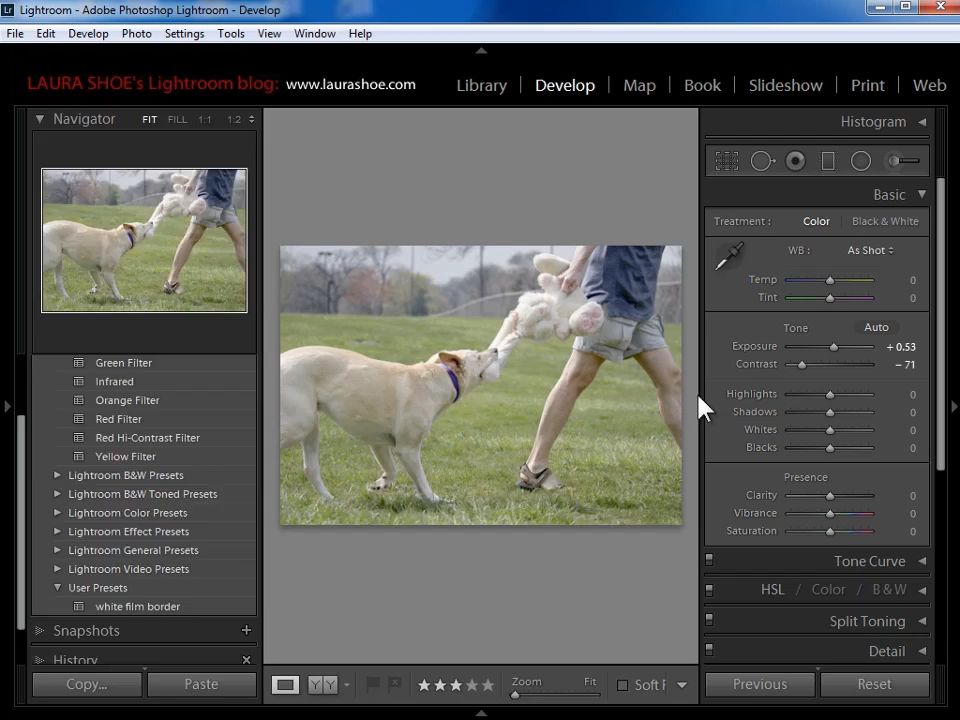 Lr Lightroom - Adobe Photoshop Lightroom - Develop
File Edit Develop Photo Settings Tools View Window Help
LAURA SHOE's Lightroom blog: www.laurashoe.com Library Develop Map Book Slideshow Print Web
Navigator FIT FILL 1:1 1:2
Histogram
Basic
Treatment : Color Black & White
WB : As Shot
Temp 0
Tint 0
Tone Auto
Exposure + 0.53
Contrast – 71
Highlights 0
Shadows 0
Whites 0
Blacks 0
Presence
Clarity 0
Vibrance 0
Saturation 0
Tone Curve
HSL / Color / B & W
Split Toning
Detail
Green Filter
Infrared
Orange Filter
Red Filter
Red Hi-Contrast Filter
Yellow Filter
Lightroom B&W Presets
Lightroom B&W Toned Presets
Lightroom Color Presets
Lightroom Effect Presets
Lightroom General Presets
Lightroom Video Presets
User Presets
white film border
Snapshots
History
Copy... Paste
Y Y
Zoom Fit
Soft
Previous Reset